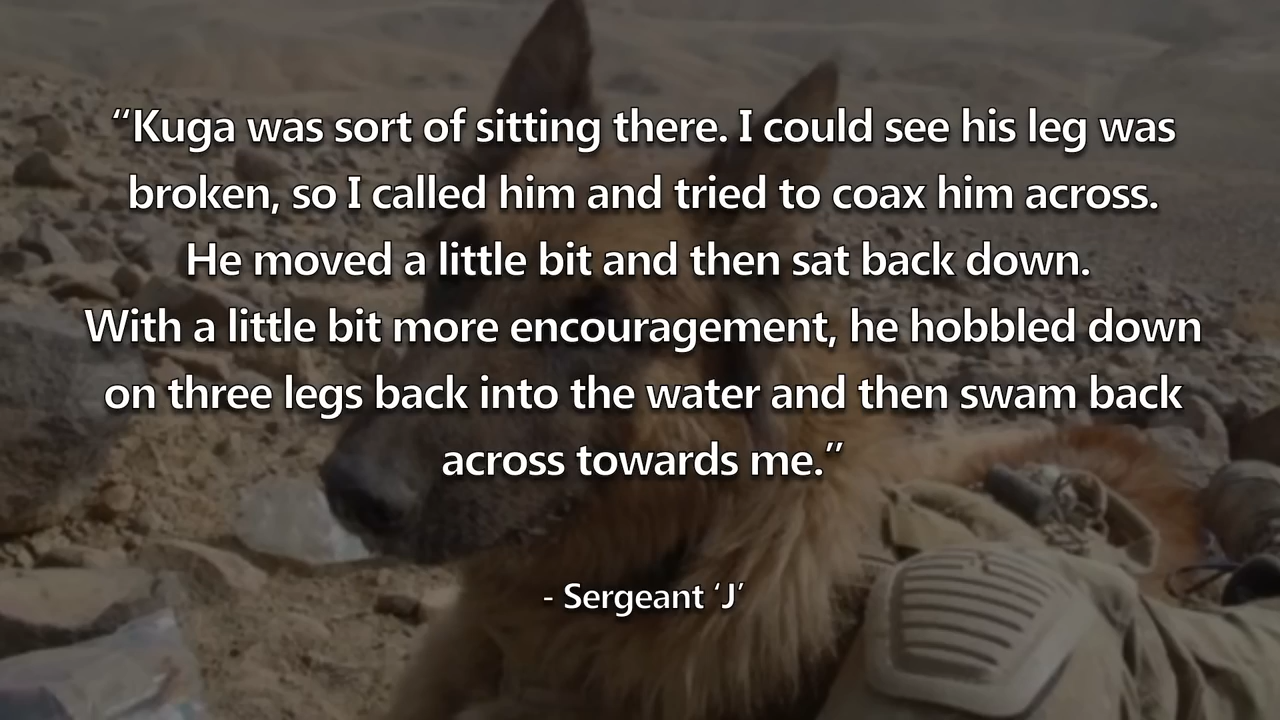 “Kuga was sort of sitting there. I could see his leg was
broken, so I called him and tried to coax him across.
He moved a little bit and then sat back down.
With a little bit more encouragement, he hobbled down
on three legs back into the water and then swam back
across towards me.”
- Sergeant ‘J’